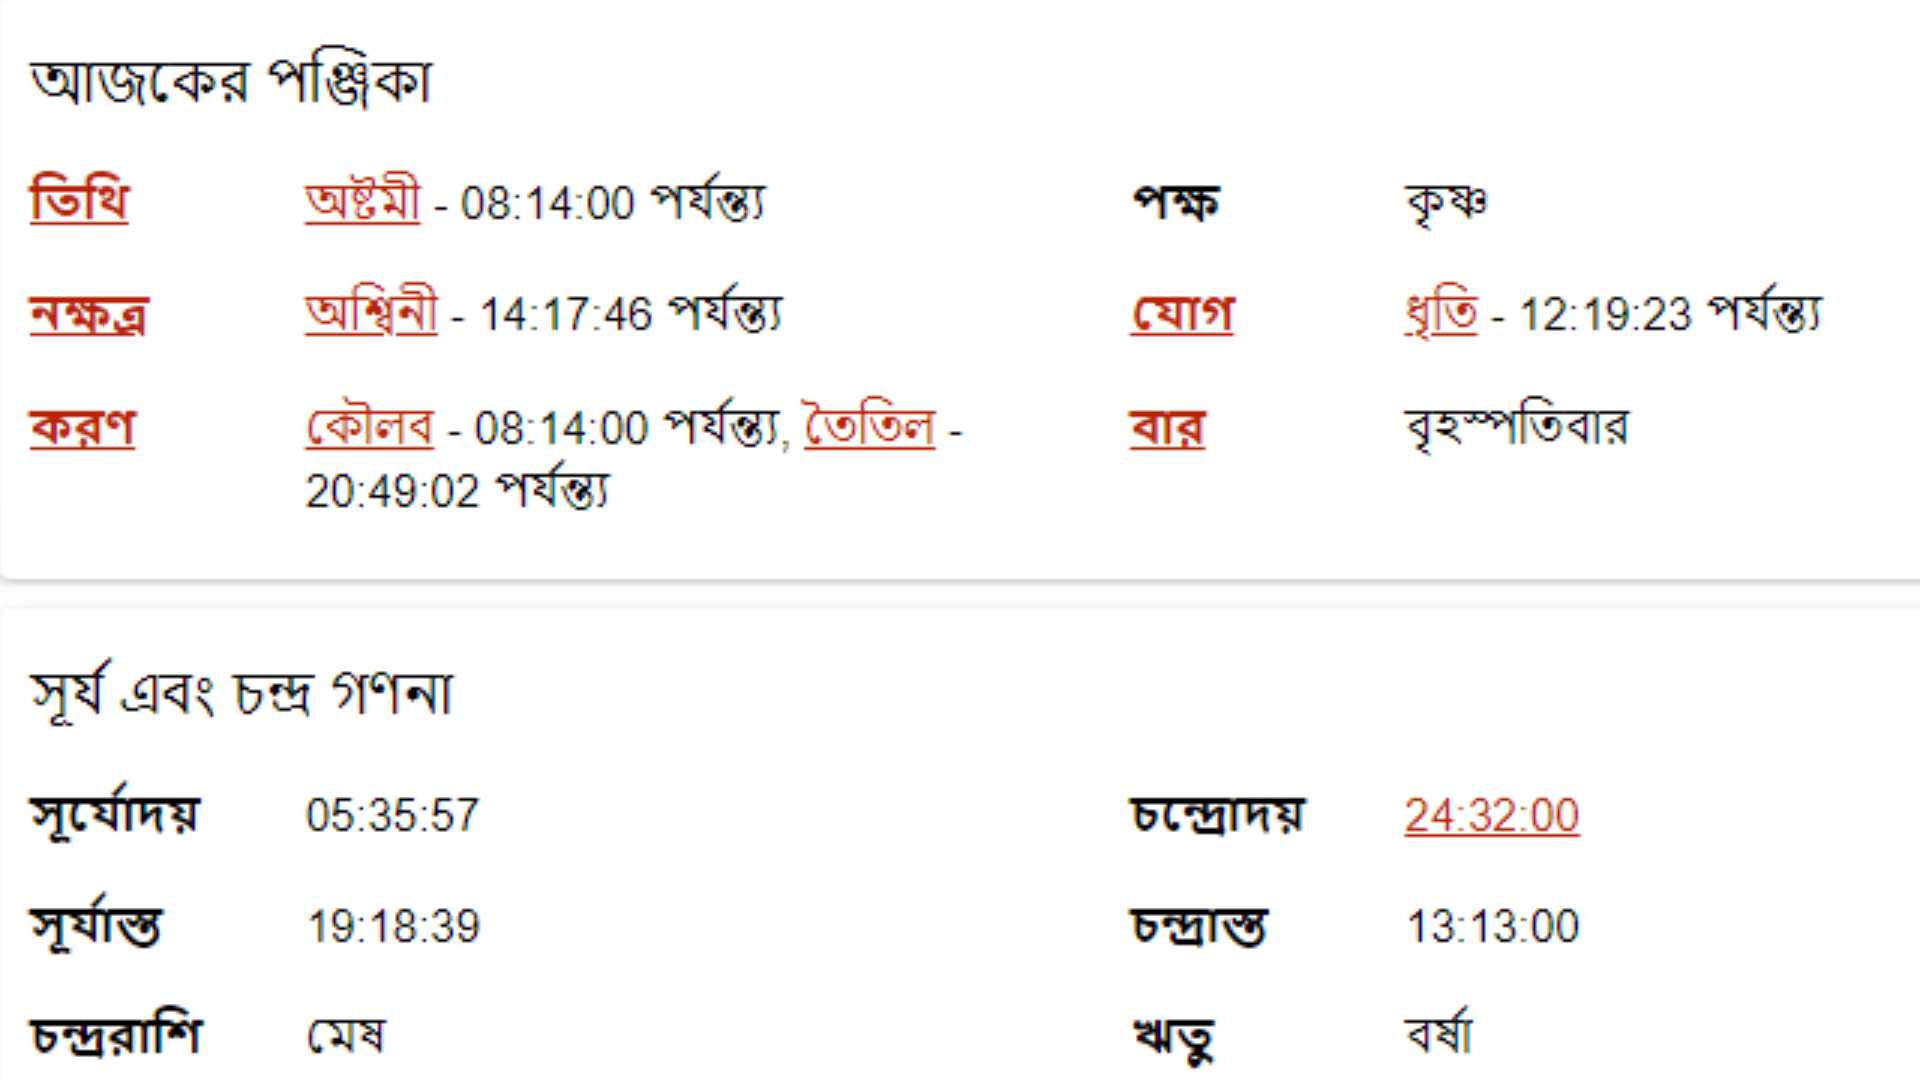 আজকের পঞ্জিকা
তিথি অষ্টমী - 08:14:00 পর্যন্ত্য পক্ষ কৃষ্ণ
নক্ষত্র অশ্বিনী - 14:17:46 পর্যন্ত্য যোগ ধৃতি - 12:19:23 পর্যন্ত্য
করণ কৌলব - 08:14:00 পর্যন্ত্য, তৈতিল - বার বৃহস্পতিবার
20:49:02 পর্যন্ত্য
সূর্য এবং চন্দ্র গণনা
সূর্যোদয় 05:35:57 চন্দ্রোদয় 24:32:00
সূর্যাস্ত 19:18:39 চন্দ্রাস্ত 13:13:00
চন্দ্ররাশি মেষ ঋতু বর্ষা